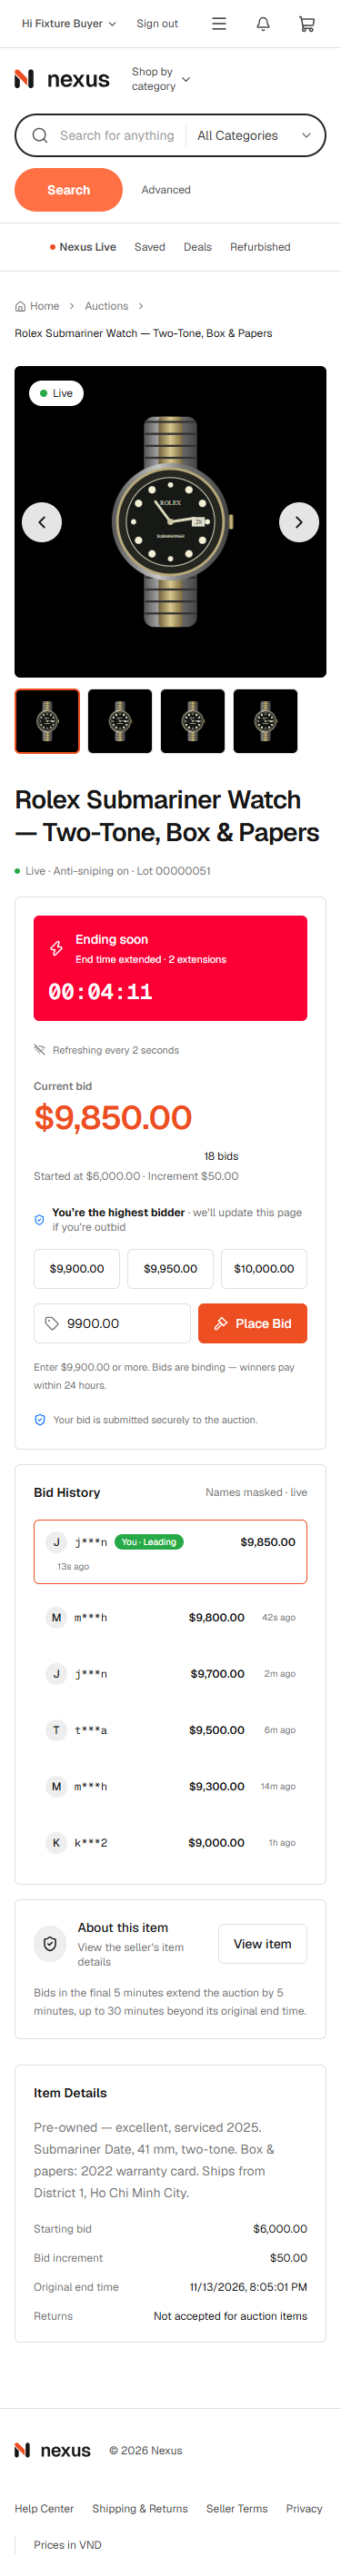 Hi Fixture Buyer
Sign out
nexus
Shop by
category
Search for anything
All Categories
Search
Advanced
Nexus Live
Saved
Deals
Refurbished
Home
Auctions
Rolex Submariner Watch — Two-Tone, Box & Papers
Live
ROLEX
28
SUBMARINER
Rolex Submariner Watch
— Two-Tone, Box & Papers
Live · Anti-sniping on · Lot 00000051
Ending soon
End time extended · 2 extensions
00:04:11
Refreshing every 2 seconds
Current bid
$9,850.00
18 bids
Started at $6,000.00 · Increment $50.00
You're the highest bidder · we'll update this page
if you're outbid
$9,900.00
$9,950.00
$10,000.00
9900.00
Place Bid
Enter $9,900.00 or more. Bids are binding — winners pay
within 24 hours.
Your bid is submitted securely to the auction.
Bid History
Names masked · live
J j***n You · Leading $9,850.00
13s ago
M m***h $9,800.00 42s ago
J j***n $9,700.00 2m ago
T t***a $9,500.00 6m ago
M m***h $9,300.00 14m ago
K k***2 $9,000.00 1h ago
About this item
View the seller's item
details
View item
Bids in the final 5 minutes extend the auction by 5
minutes, up to 30 minutes beyond its original end time.
Item Details
Pre-owned — excellent, serviced 2025.
Submariner Date, 41 mm, two-tone. Box &
papers: 2022 warranty card. Ships from
District 1, Ho Chi Minh City.
Starting bid $6,000.00
Bid increment $50.00
Original end time 11/13/2026, 8:05:01 PM
Returns Not accepted for auction items
nexus © 2026 Nexus
Help Center
Shipping & Returns
Seller Terms
Privacy
Prices in VND